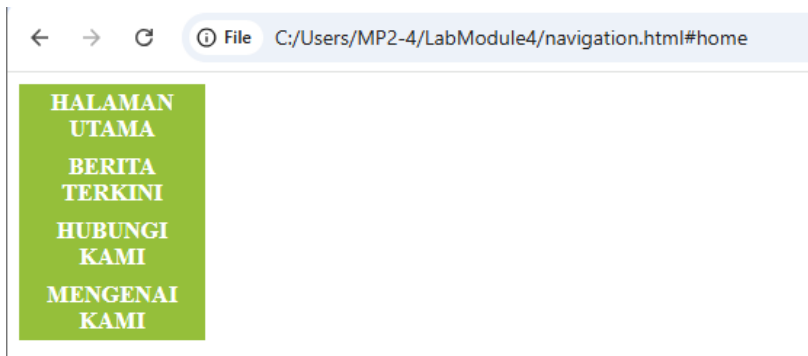 File C:/Users/MP2-4/LabModule4/navigation.html#home
HALAMAN
UTAMA
BERITA
TERKINI
HUBUNGI
KAMI
MENGENAI
KAMI